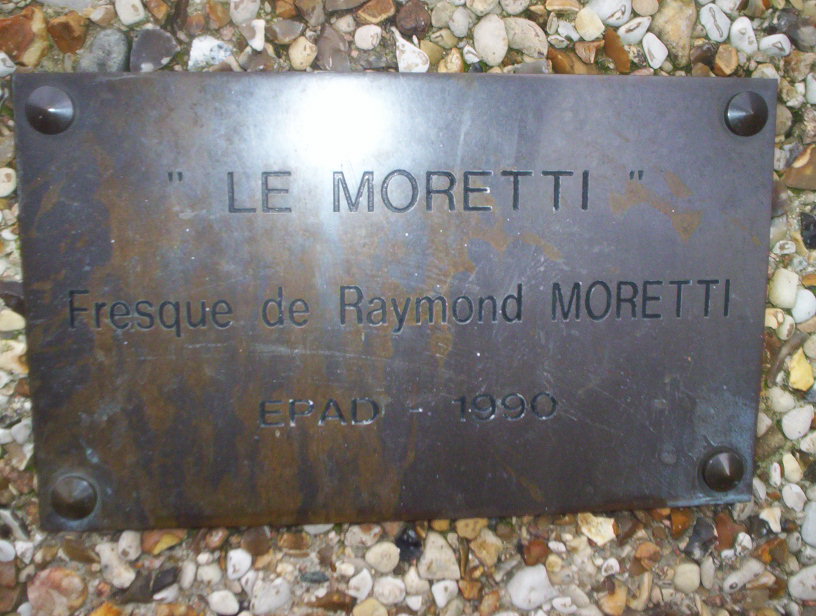 " LE MORETTI "
Fresque de Raymond MORETTI
EPAD - 1990